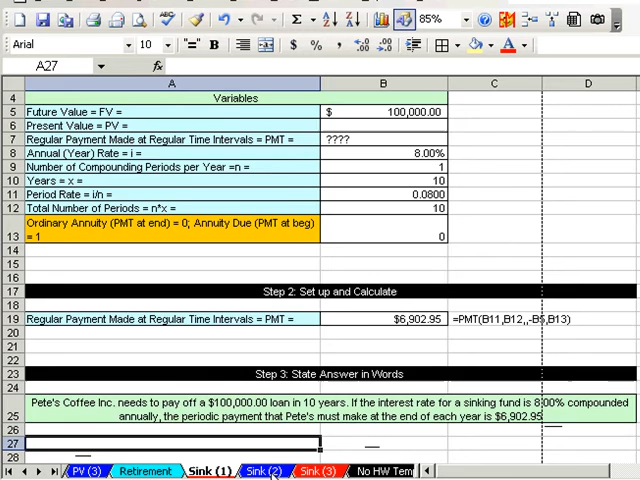 85%
Arial 10 B $ % ,
A27 fx
A B C D
4 Variables
5 Future Value = FV = $ 100,000.00
6 Present Value = PV =
7 Regular Payment Made at Regular Time Intervals = PMT = ????
8 Annual (Year) Rate = i = 8.00%
9 Number of Compounding Periods per Year =n = 1
10 Years = x = 10
11 Period Rate = i/n = 0.0800
12 Total Number of Periods = n*x = 10
Ordinary Annuity (PMT at end) = 0; Annuity Due (PMT at beg)
13 = 1 0
14
15
16
17 Step 2: Set up and Calculate
18
19 Regular Payment Made at Regular Time Intervals = PMT = $6,902.95 =PMT(B11,B12,,-B5,B13)
20
21
22
23 Step 3: State Answer in Words
24
Pete's Coffee Inc. needs to pay off a $100,000.00 loan in 10 years. If the interest rate for a sinking fund is 8.00% compounded
25 annually, the periodic payment that Pete's must make at the end of each year is $6,902.95
26
27
28
PV (3) Retirement Sink (1) Sink (2) Sink (3) No HW Tem